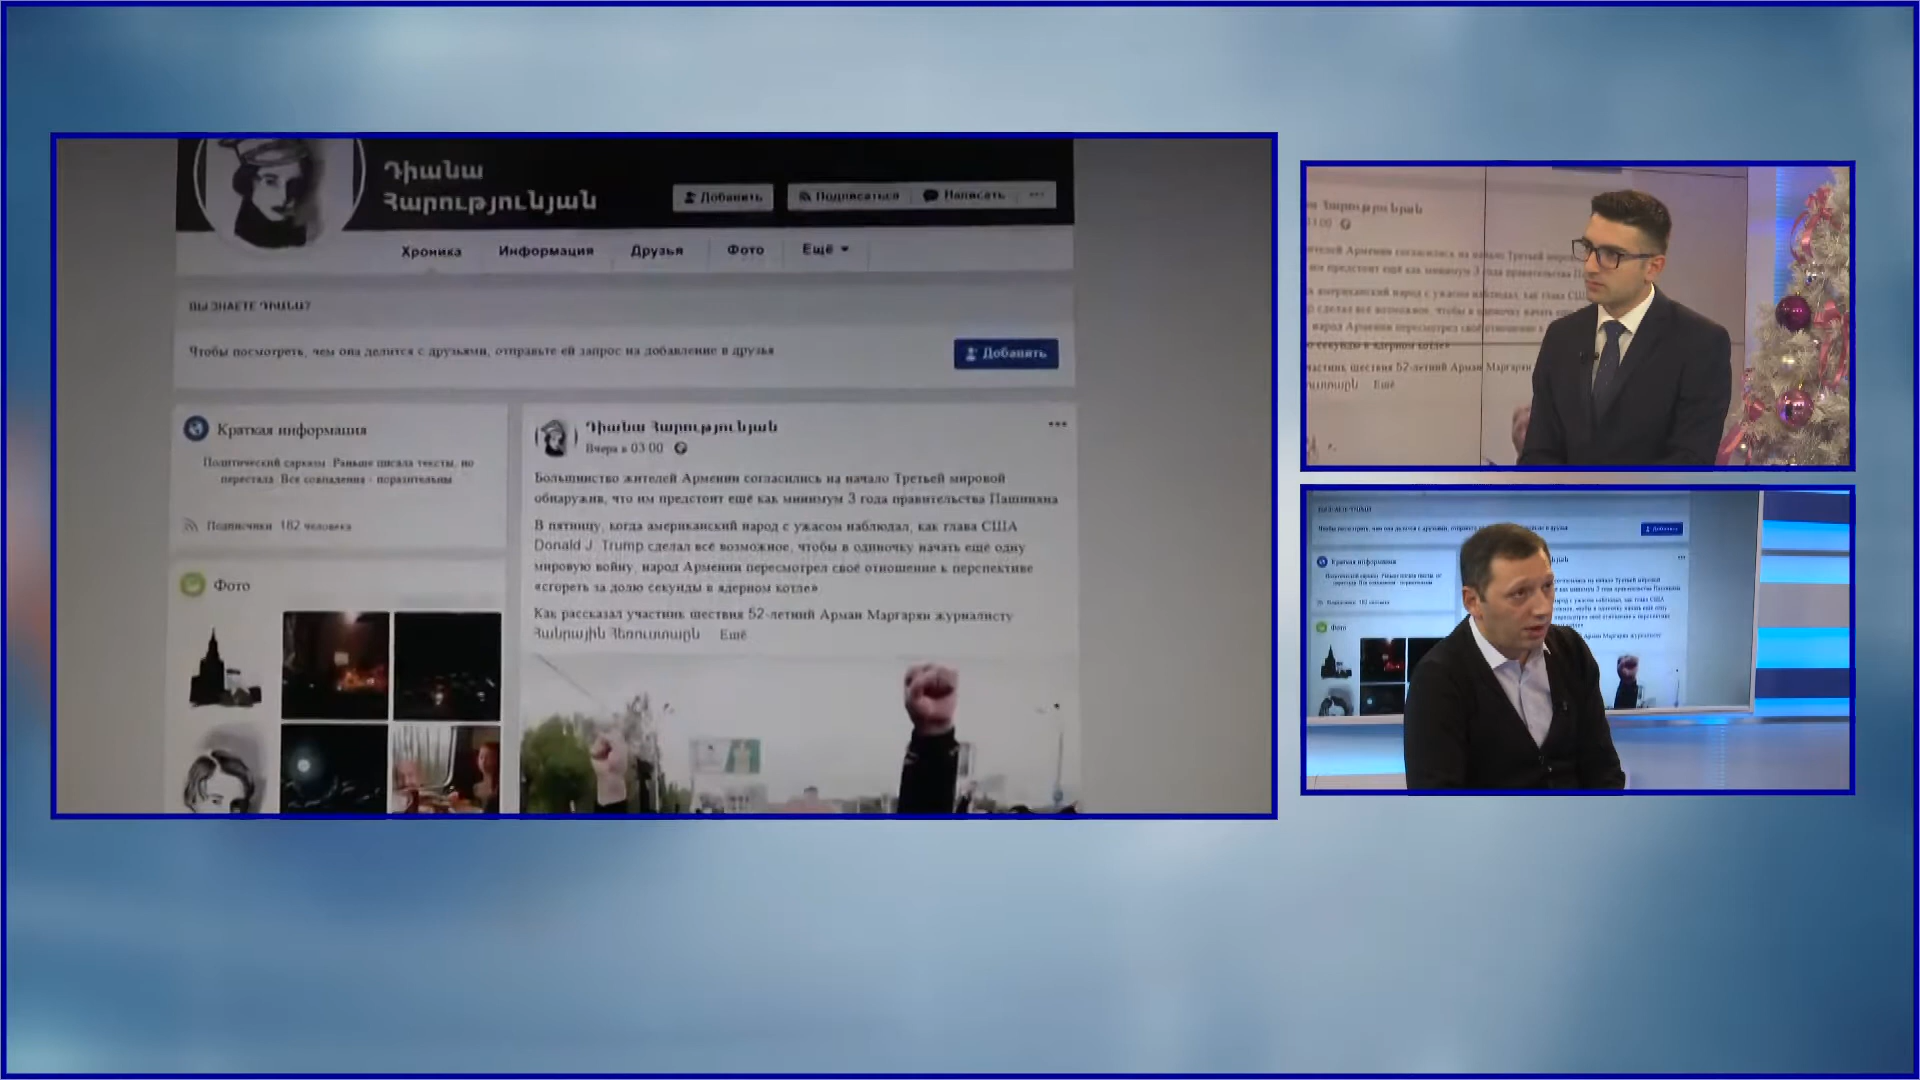 Դիանա
Հարությունյան
Добавить
Подписаться
Написать
Хроника
Информация
Друзья
Фото
Ещё
ВЫ ЗНАЕТЕ ԴԻԱՆԱ?
Чтобы посмотреть, чем она делится с друзьями, отправьте ей запрос на добавление в друзья
Добавить
Краткая информация
Политический сарказм. Раньше писала тексты, но
перестала. Все совпадения - поразительны
Подписчики: 182 человека
Фото
Դիանա Հարությունյան
Вчера в 03:00
Большинство жителей Армении согласились на начало Третьей мировой
обнаружив, что им предстоит ещё как минимум 3 года правительства Пашиняна
В пятницу, когда американский народ с ужасом наблюдал, как глава США
Donald J. Trump сделал всё возможное, чтобы в одиночку начать ещё одну
мировую войну, народ Армении пересмотрел своё отношение к перспективе
«сгореть за долю секунды в ядерном котле»
Как рассказал участник шествия 52-летний Арман Маргарян журналисту
Հանրային Հեռուստաըն Ещё